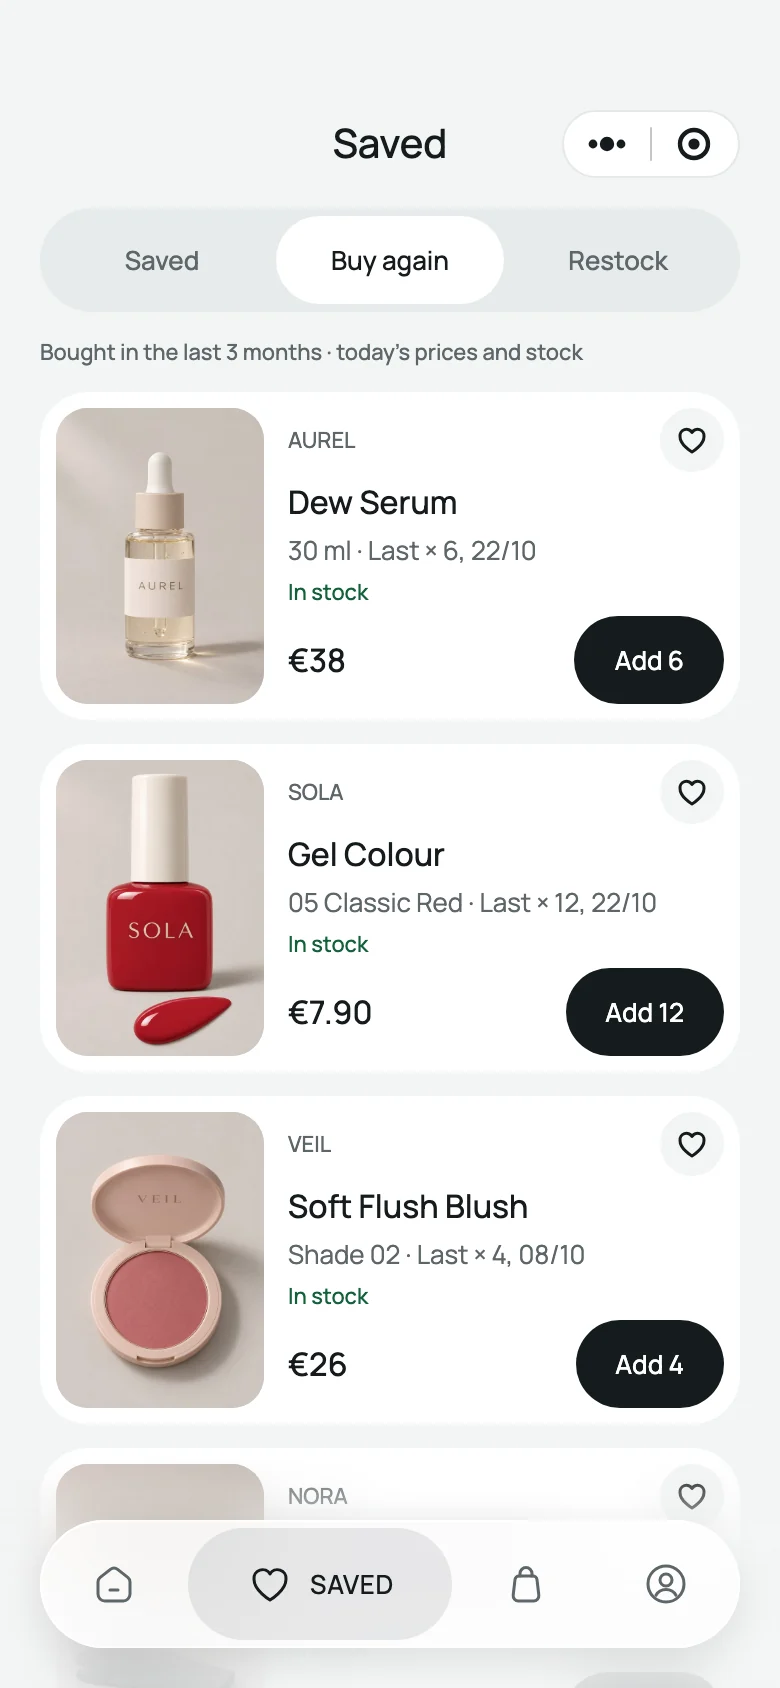 Saved
Saved
Buy again
Restock
Bought in the last 3 months · today's prices and stock
AUREL
AUREL
Dew Serum
30 ml · Last × 6, 22/10
In stock
€38
Add 6
SOLA
SOLA
Gel Colour
05 Classic Red · Last × 12, 22/10
In stock
€7.90
Add 12
VEIL
VEIL
Soft Flush Blush
Shade 02 · Last × 4, 08/10
In stock
€26
Add 4
NORA
SAVED